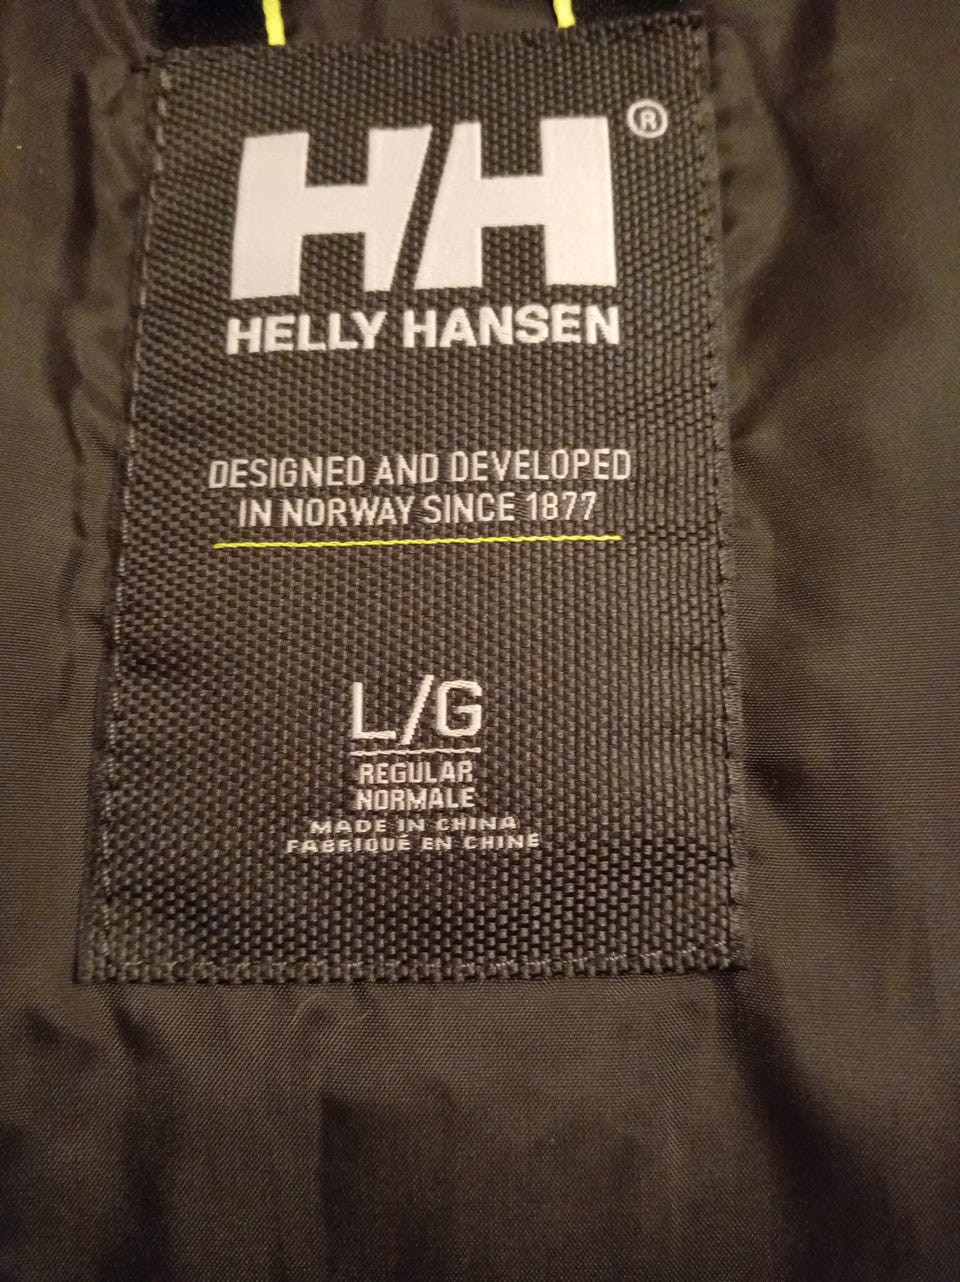 HH®
HELLY HANSEN
DESIGNED AND DEVELOPED
IN NORWAY SINCE 1877
L/G
REGULAR
NORMALE
MADE IN CHINA
FABRIQUÉ EN CHINE